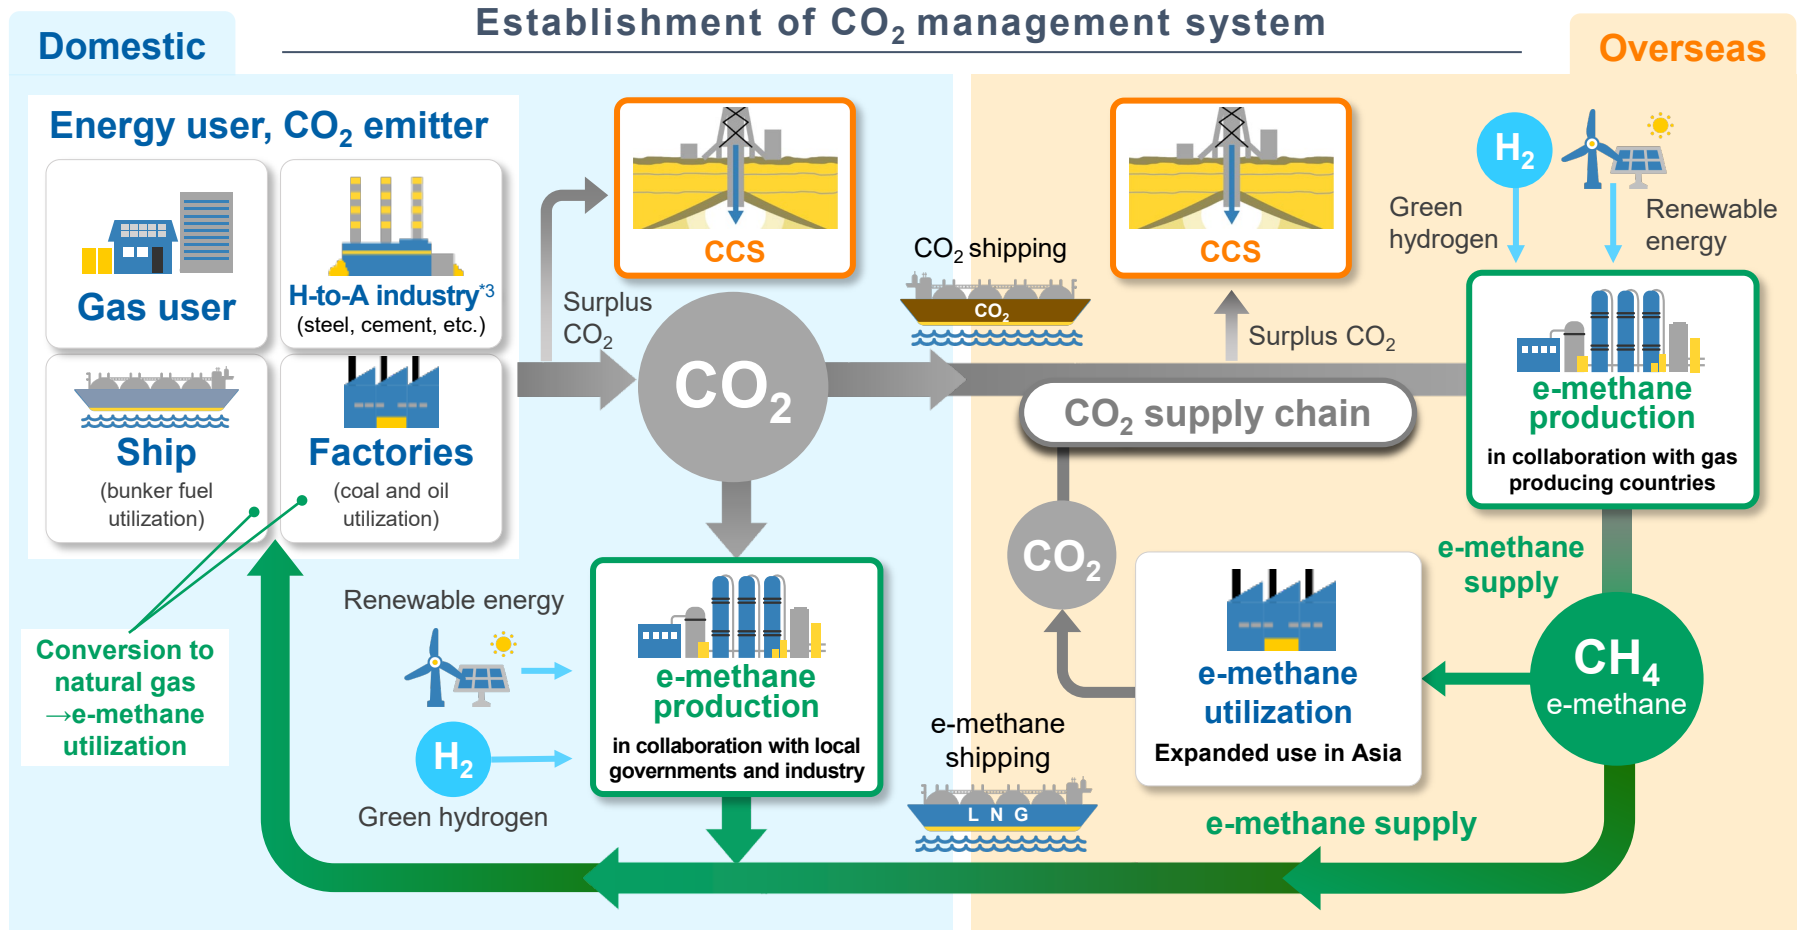 Establishment of CO₂ management system
Domestic
Overseas
Energy user, CO₂ emitter
Gas user
H-to-A industry*3
(steel, cement, etc.)
Ship
(bunker fuel
utilization)
Factories
(coal and oil
utilization)
Conversion to
natural gas
→e-methane
utilization
Surplus
CO₂
CCS
CO₂
CO₂ shipping
CO₂
CCS
Surplus CO₂
CO₂ supply chain
H₂
Green
hydrogen
Renewable
energy
e-methane
production
in collaboration with gas
producing countries
Renewable energy
H₂
Green hydrogen
e-methane
production
in collaboration with local
governments and industry
e-methane
shipping
L N G
CO₂
e-methane
utilization
Expanded use in Asia
e-methane
supply
CH₄
e-methane
e-methane supply